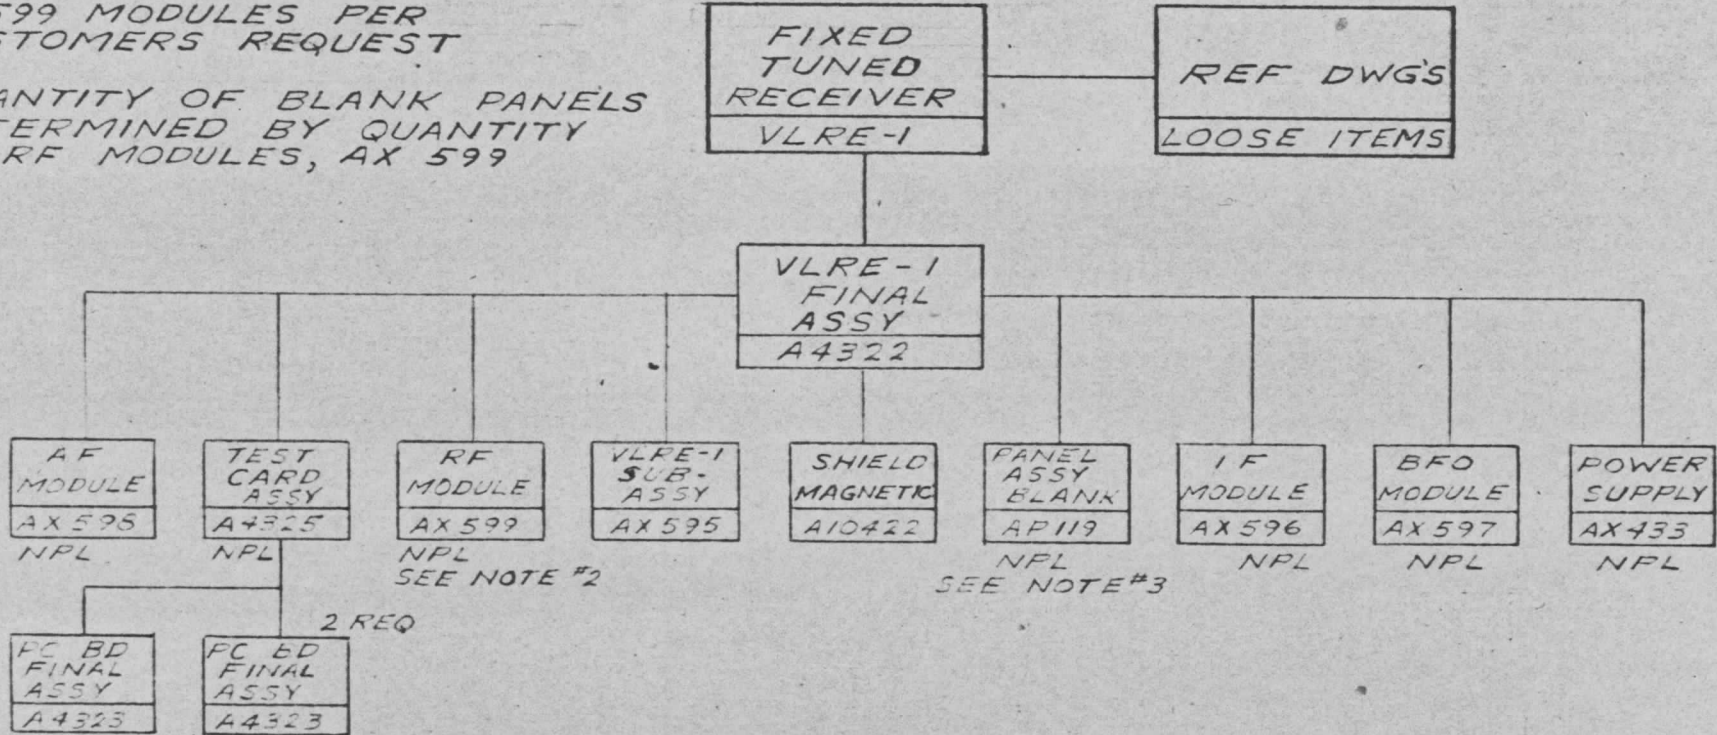 599 MODULES PER
STOMERS REQUEST
ANTITY OF BLANK PANELS
TERMINED BY QUANTITY
RF MODULES, AX 599
FIXED
TUNED
RECEIVER
VLRE-1
REF DWG'S
LOOSE ITEMS
VLRE-1
FINAL
ASSY
A4322
AF
MODULE
AX 598
NPL
TEST
CARD
ASSY
A4325
NPL
RF
MODULE
AX 599
NPL
SEE NOTE #2
VLRE-1
SUB-
ASSY
AX 595
SHIELD
MAGNETIC
A10422
PANEL
ASSY
BLANK
AP119
NPL
SEE NOTE #3
IF
MODULE
AX 596
NPL
BFO
MODULE
AX 597
NPL
POWER
SUPPLY
AX 433
NPL
PC BD
FINAL
ASSY
A4323
2 REQ
PC BD
FINAL
ASSY
A4323